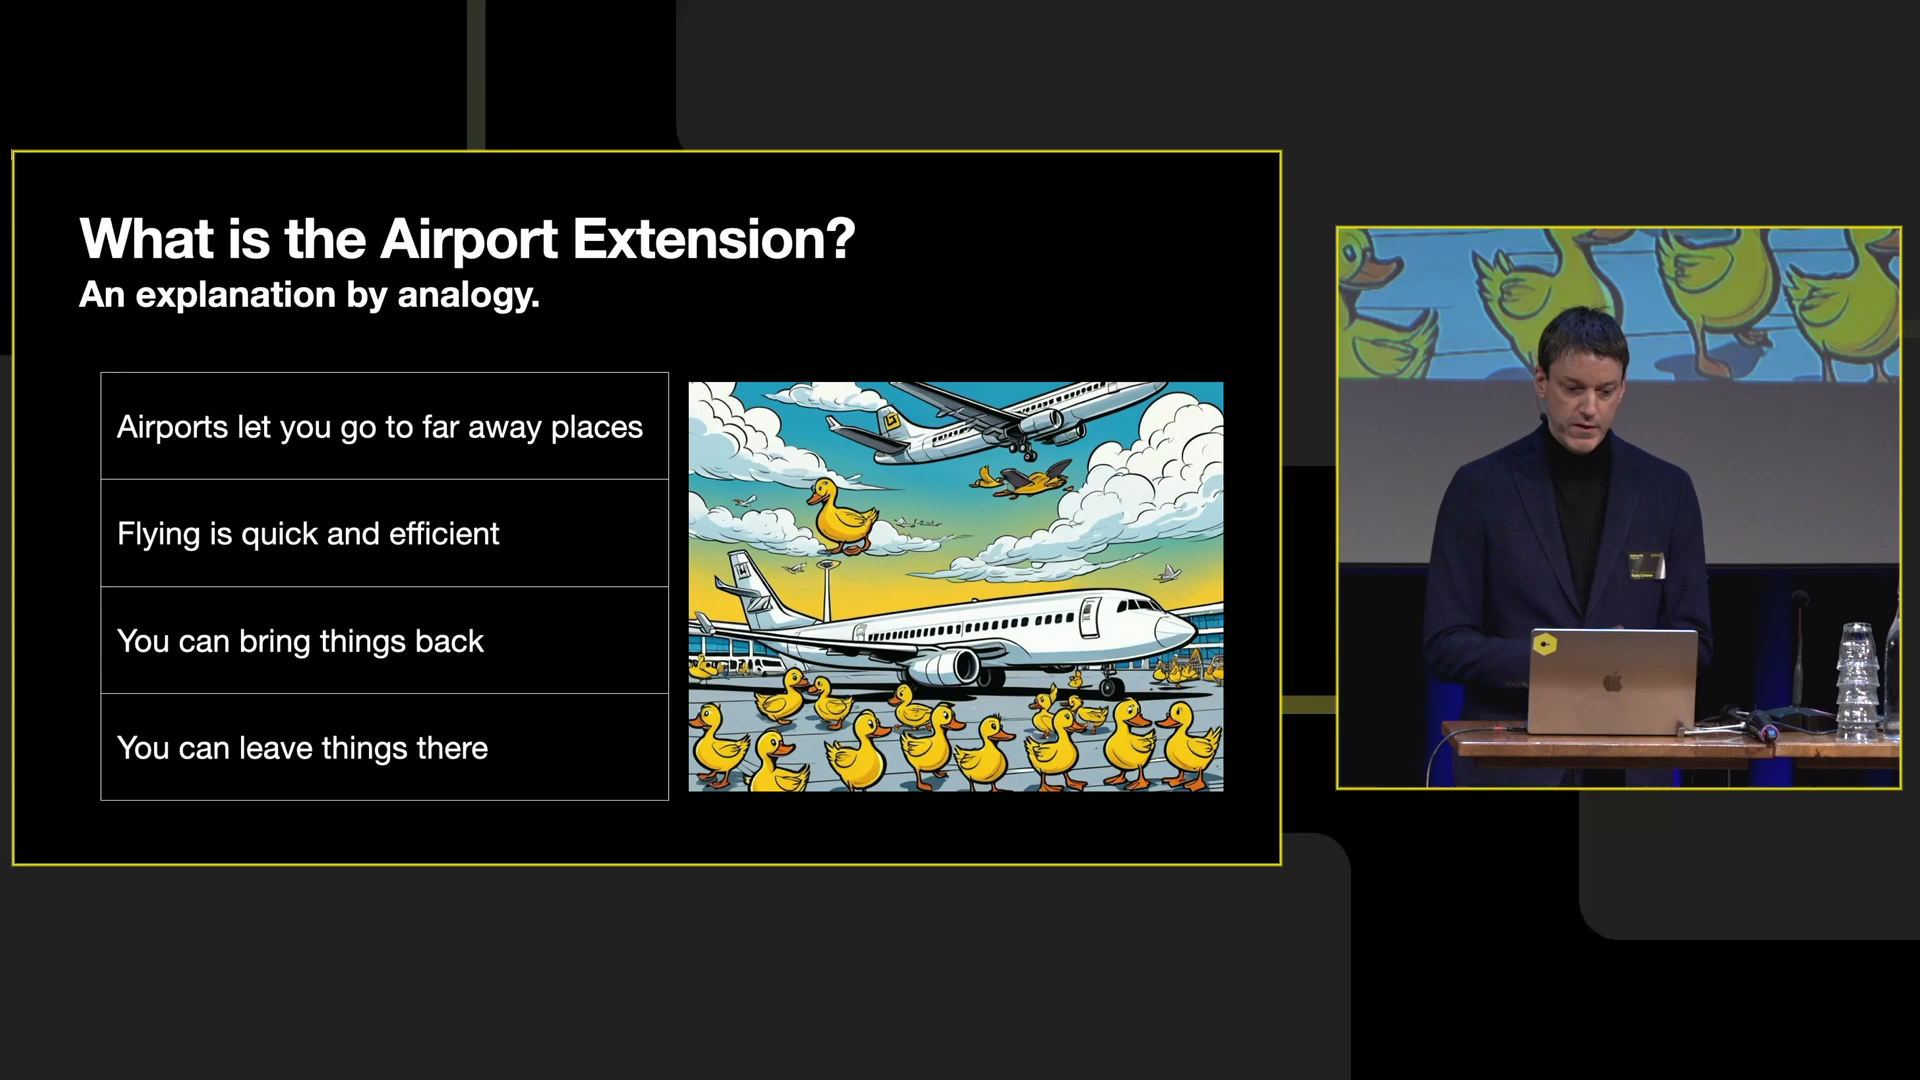 What is the Airport Extension?
An explanation by analogy.
Airports let you go to far away places
Flying is quick and efficient
You can bring things back
You can leave things there